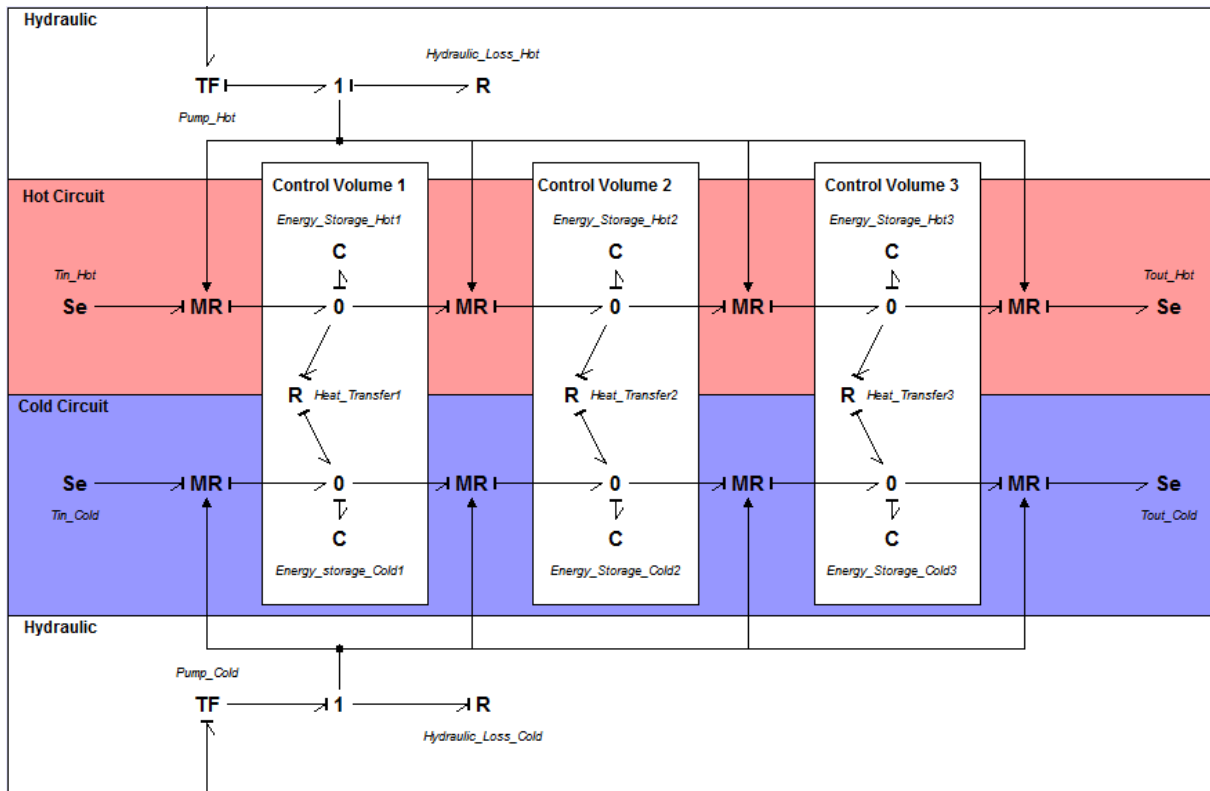 Hydraulic
Hydraulic_Loss_Hot
TF 1 R
Pump_Hot
Control Volume 1 Control Volume 2 Control Volume 3
Hot Circuit
Energy_Storage_Hot1 Energy_Storage_Hot2 Energy_Storage_Hot3
C C C
Tin_Hot Tout_Hot
Se MR 0 MR 0 MR 0 MR Se
R Heat_Transfer1 R Heat_Transfer2 R Heat_Transfer3
Cold Circuit
Se MR 0 MR 0 MR 0 MR Se
Tin_Cold Tout_Cold
C C C
Energy_storage_Cold1 Energy_Storage_Cold2 Energy_Storage_Cold3
Hydraulic
Pump_Cold
TF 1 R
Hydraulic_Loss_Cold